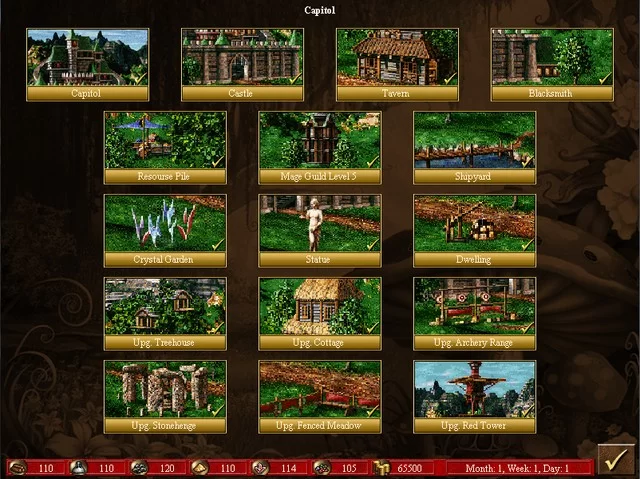 Capitol
Capitol
Castle
Tavern
Blacksmith
Resourse Pile
Mage Guild Level 5
Shipyard
Crystal Garden
Statue
Dwelling
Upg. Treehouse
Upg. Cottage
Upg. Archery Range
Upg. Stonehenge
Upg. Fenced Meadow
Upg. Red Tower
110 110 120 110 114 105 65500 Month: 1, Week: 1, Day: 1